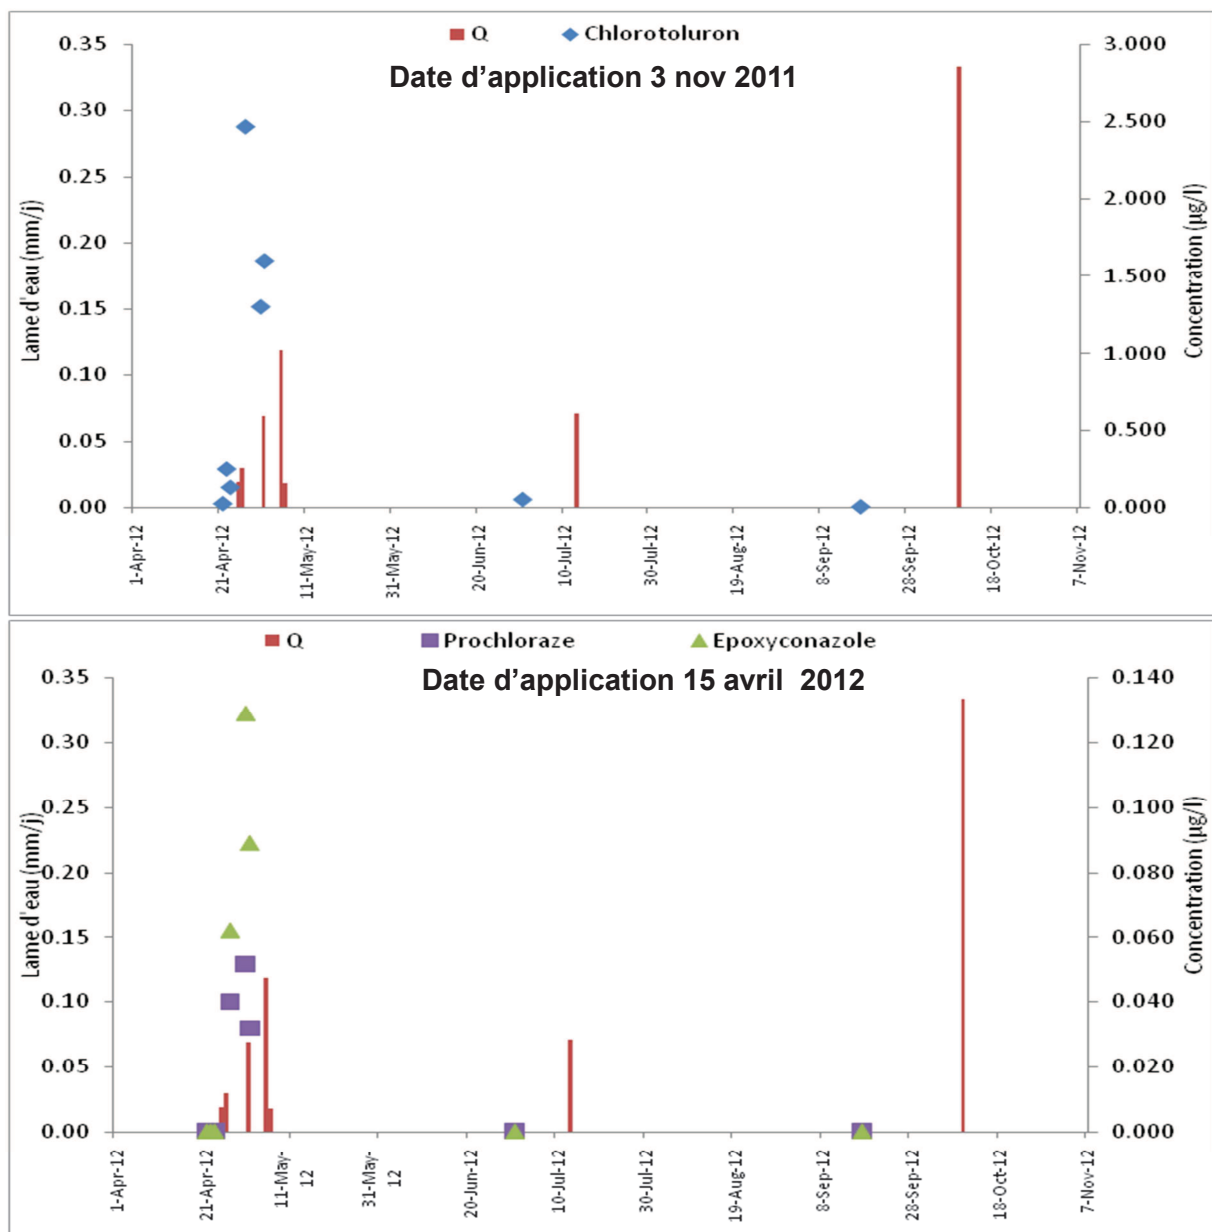 Q Chlorotoluron
Date d’application 3 nov 2011
Lame d'eau (mm/j)
0.35
0.30
0.25
0.20
0.15
0.10
0.05
0.00
3.000
2.500
2.000
1.500
1.000
0.500
0.000
Concentration (µg/l)
1-Apr-12
21-Apr-12
11-May-12
31-May-12
20-Jun-12
10-Jul-12
30-Jul-12
19-Aug-12
8-Sep-12
28-Sep-12
18-Oct-12
7-Nov-12
Q Prochloraze Epoxyconazole
Date d’application 15 avril 2012
Lame d'eau (mm/j)
0.35
0.30
0.25
0.20
0.15
0.10
0.05
0.00
0.140
0.120
0.100
0.080
0.060
0.040
0.020
0.000
Concentration (µg/l)
1-Apr-12
21-Apr-12
11-May-
12
31-May-
12
20-Jun-12
10-Jul-12
30-Jul-12
19-Aug-12
8-Sep-12
28-Sep-12
18-Oct-12
7-Nov-12